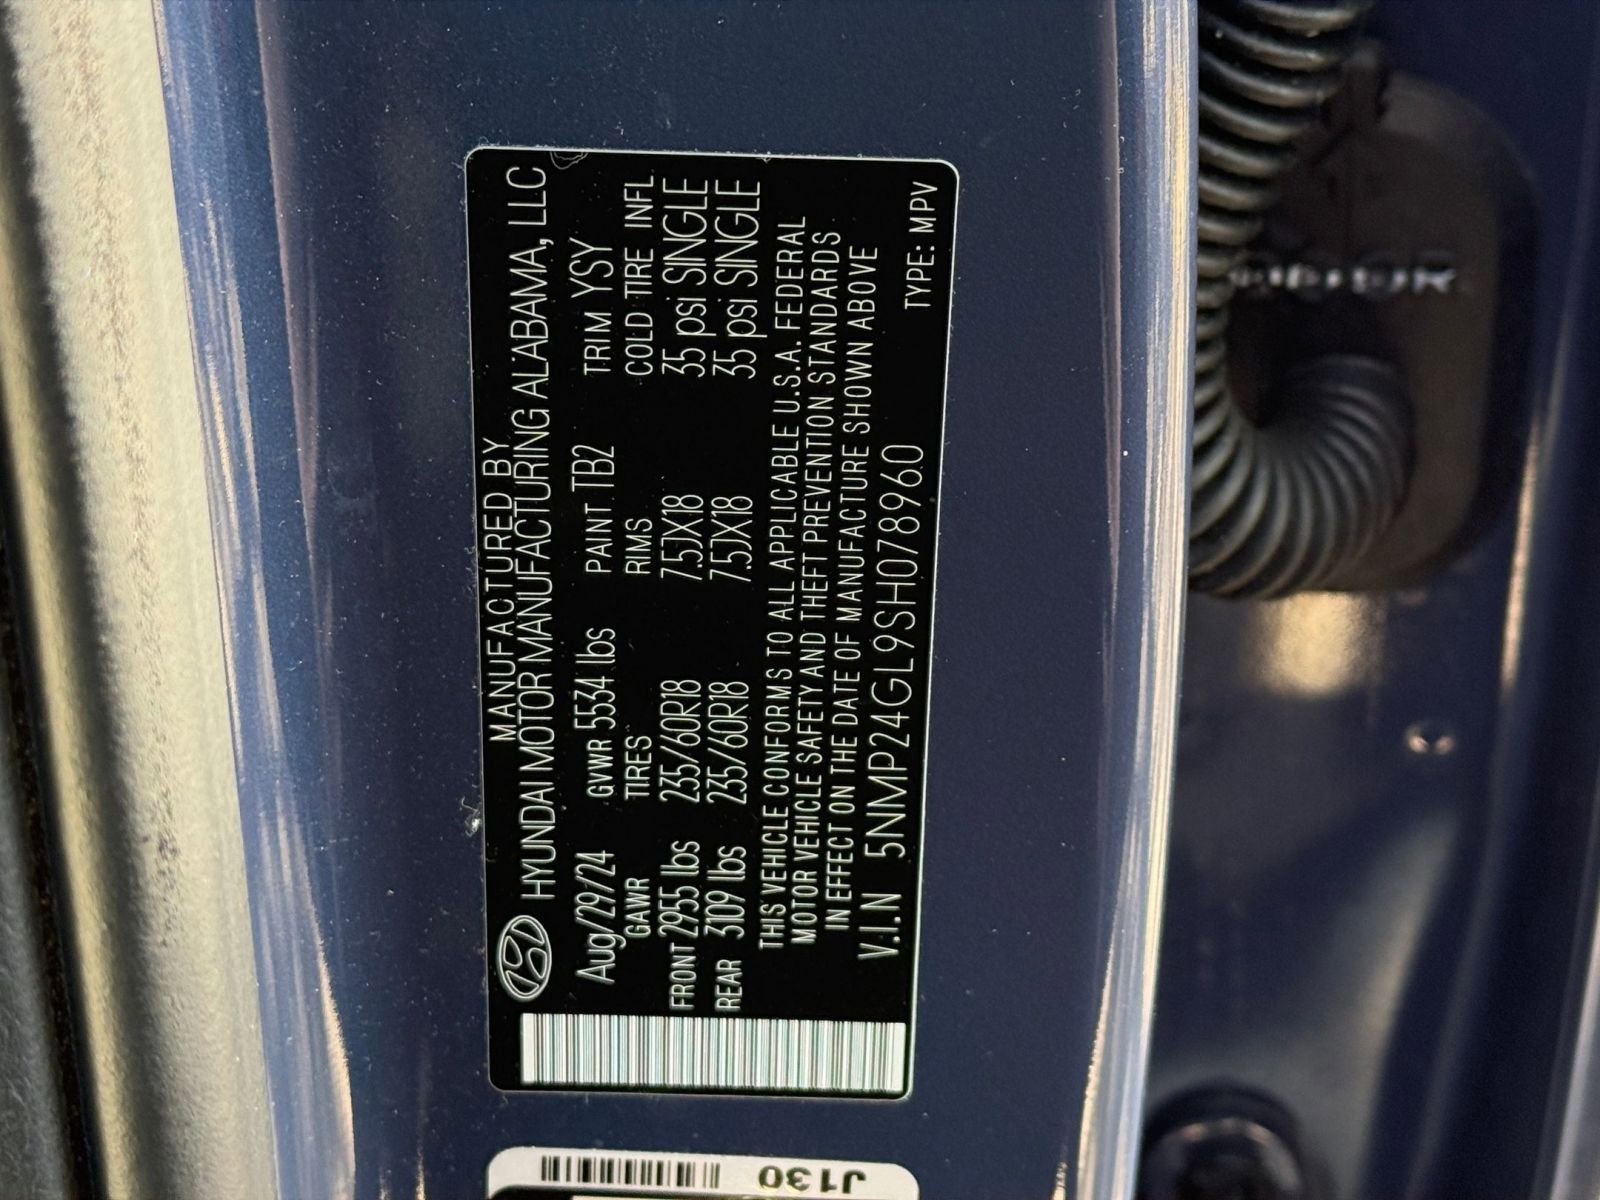 MANUFACTURED BY
HYUNDAI MOTOR MANUFACTURING ALABAMA, LLC
Aug/29/24 GVWR 5534 lbs PAINT TB2 TRIM YSY
GAWR TIRES RIMS COLD TIRE INFL
FRONT 2955 lbs 235/60R18 7.5JX18 35 psi SINGLE
REAR 3109 lbs 235/60R18 7.5JX18 35 psi SINGLE
THIS VEHICLE CONFORMS TO ALL APPLICABLE U.S.A. FEDERAL
MOTOR VEHICLE SAFETY AND THEFT PREVENTION STANDARDS
IN EFFECT ON THE DATE OF MANUFACTURE SHOWN ABOVE
V.I.N 5NMP24GL9SH078960
TYPE: MPV
J130